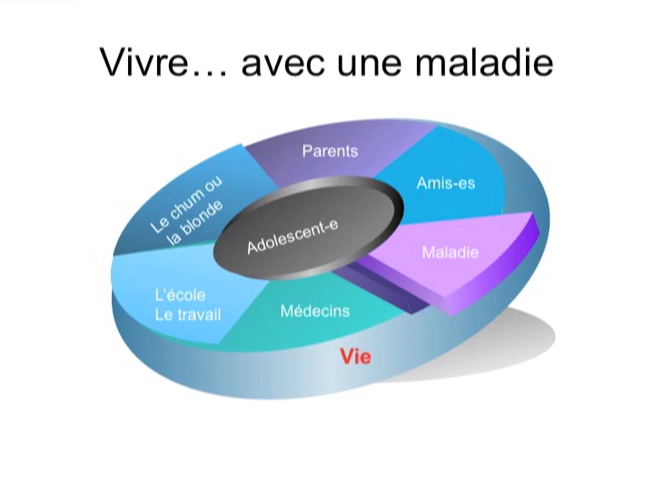 Vivre… avec une maladie
Parents
Amis-es
Le chum ou
la blonde
Adolescent-e
Maladie
L'école
Le travail
Médecins
Vie